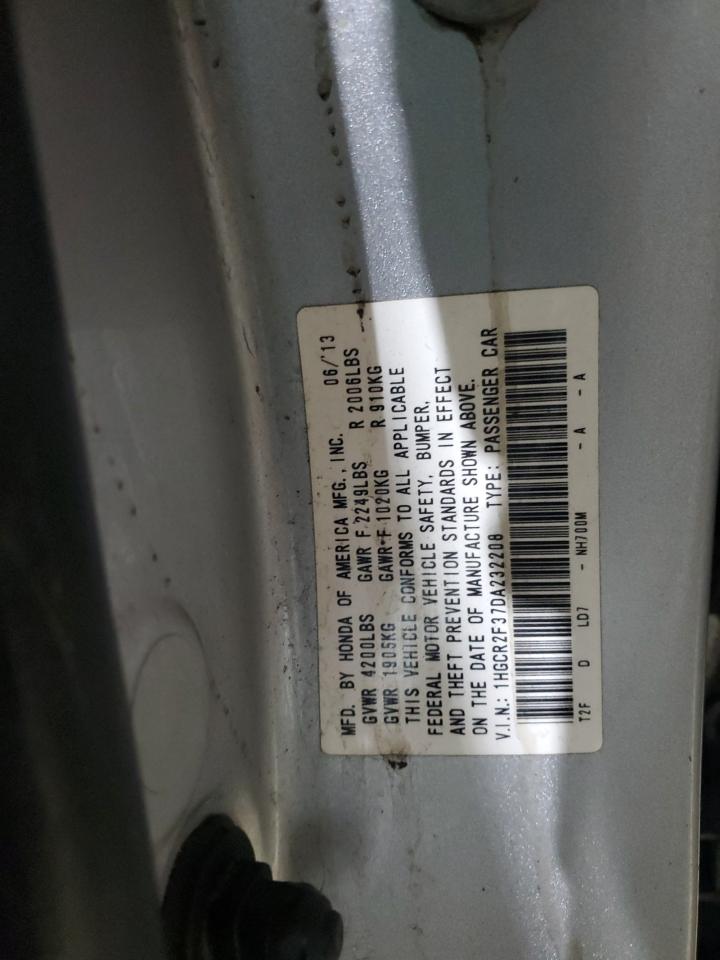 MFD. BY HONDA OF AMERICA MFG., INC. 06/'13
GVWR 4200LBS GAWR F 2249LBS R 2006LBS
GVWR 1905KG GAWR F 1020KG R 910KG
THIS VEHICLE CONFORMS TO ALL APPLICABLE
FEDERAL MOTOR VEHICLE SAFETY, BUMPER,
AND THEFT PREVENTION STANDARDS IN EFFECT
ON THE DATE OF MANUFACTURE SHOWN ABOVE.
V.I.N.: 1HGCR2F37DA232208 TYPE: PASSENGER CAR
T2F D LD7 - NH700M - A - A